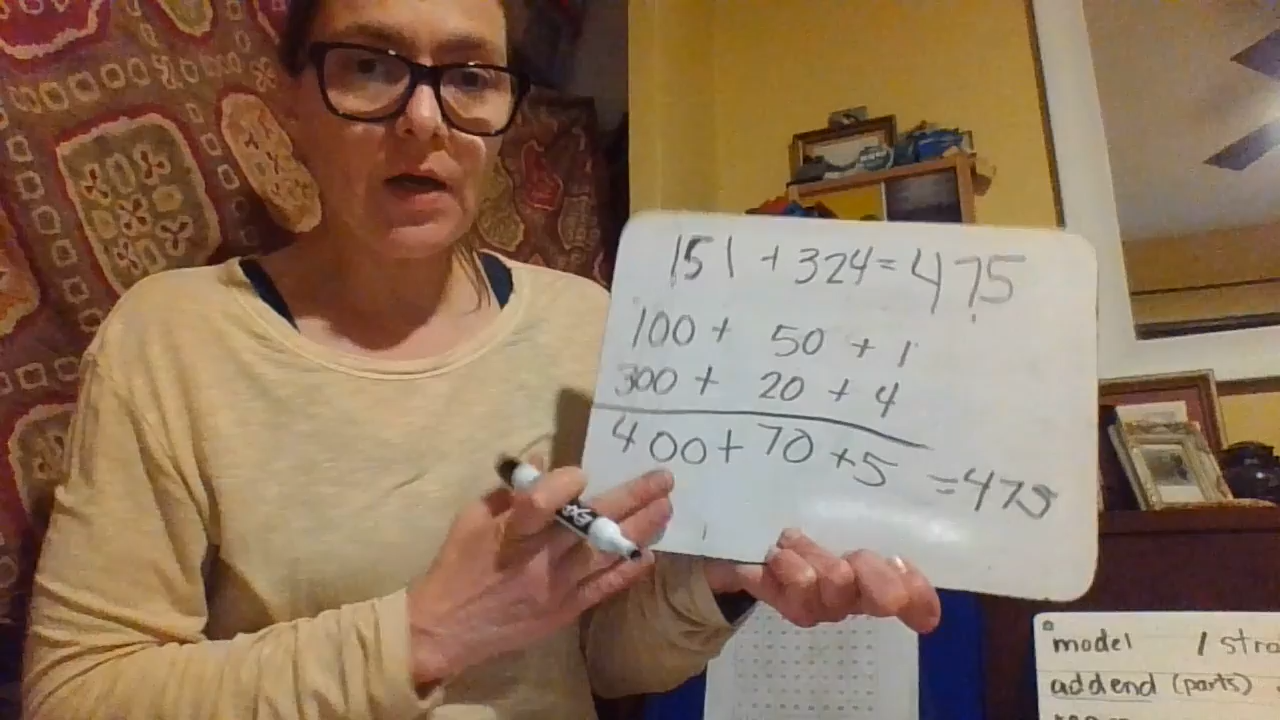 151 + 324 = 475
100 + 50 + 1
300 + 20 + 4
400 + 70 + 5 = 475
Expo
model
addend (parts)